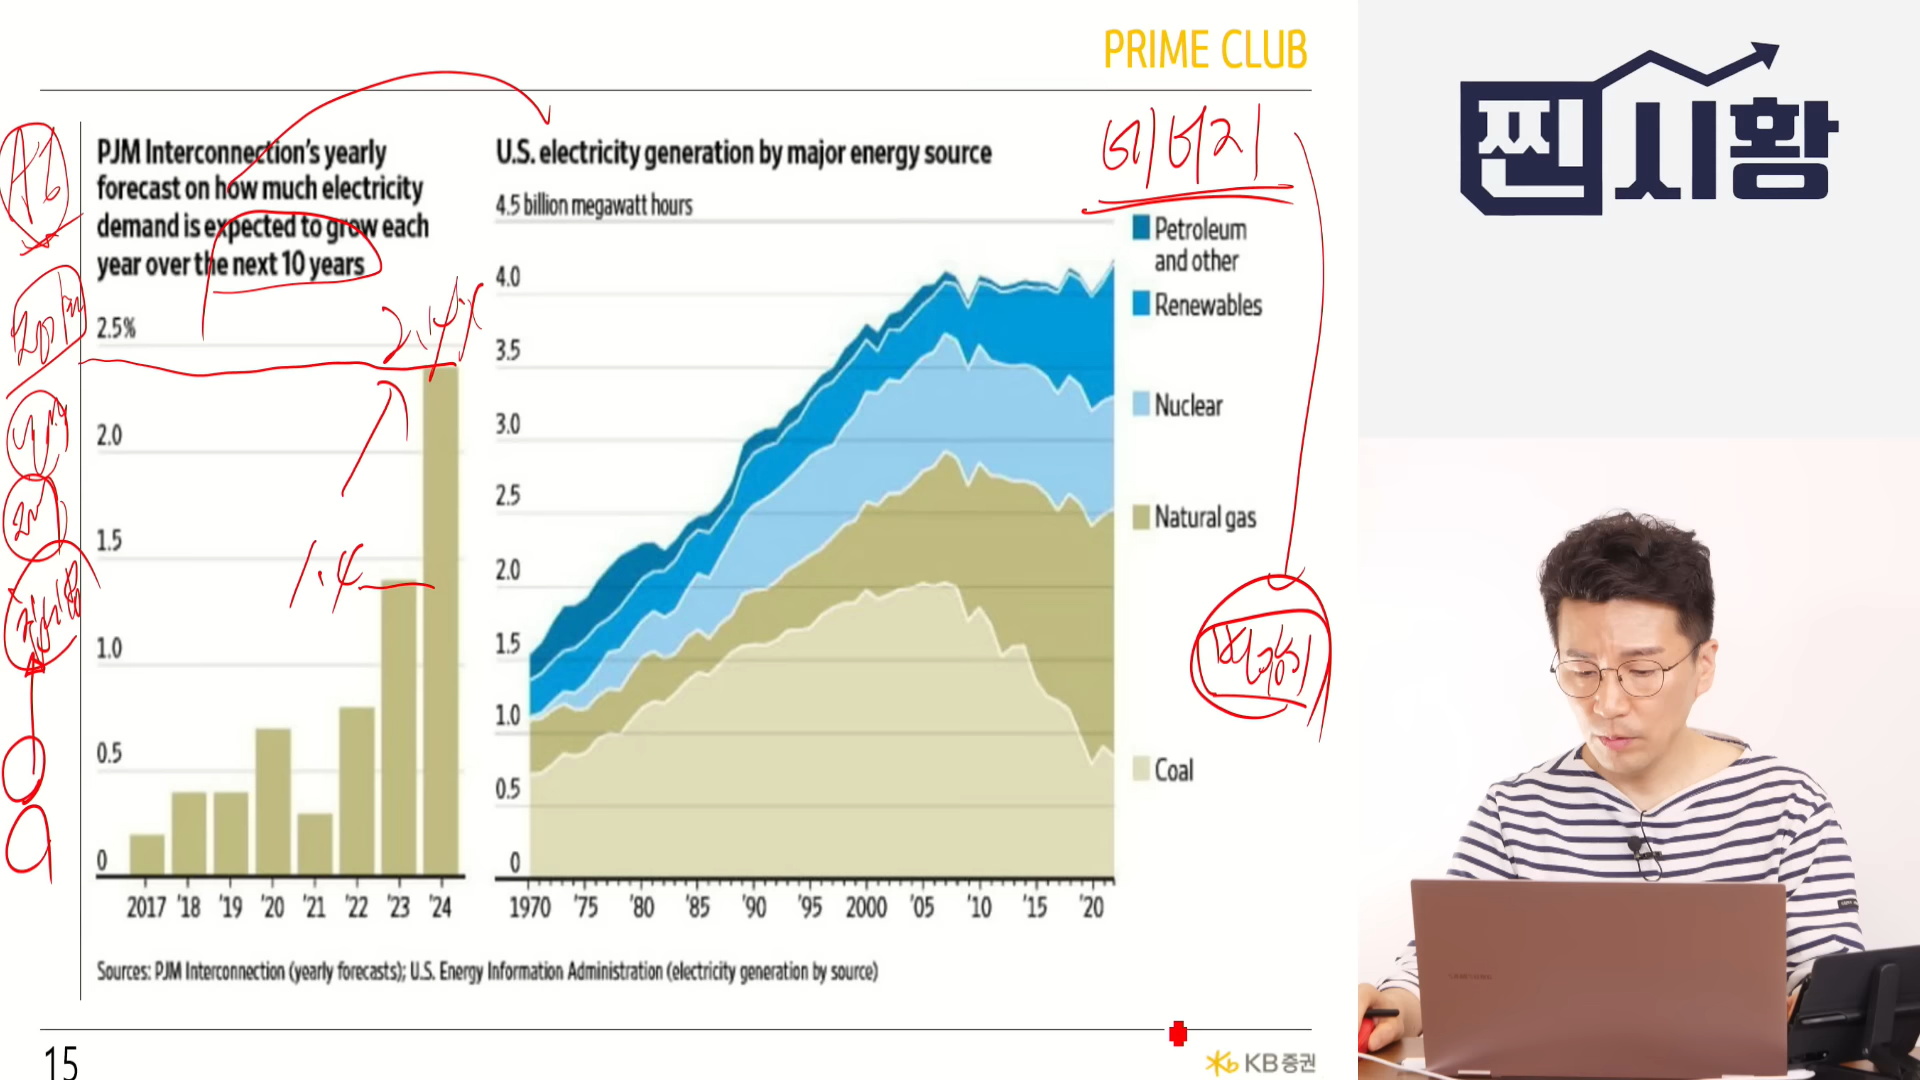 PRIME CLUB
찐시황
PJM Interconnection's yearly
forecast on how much electricity
demand is expected to grow each
year over the next 10 years
2.5%
2.0
1.5
1.0
0.5
0
2017 '18 '19 '20 '21 '22 '23 '24
1.4
U.S. electricity generation by major energy source
4.5 billion megawatt hours
4.0
3.5
3.0
2.5
2.0
1.5
1.0
0.5
0
1970 '75 '80 '85 '90 '95 2000 '05 '10 '15 '20
Petroleum
and other
Renewables
Nuclear
Natural gas
Coal
Sources: PJM Interconnection (yearly forecasts); U.S. Energy Information Administration (electricity generation by source)
15
KB증권